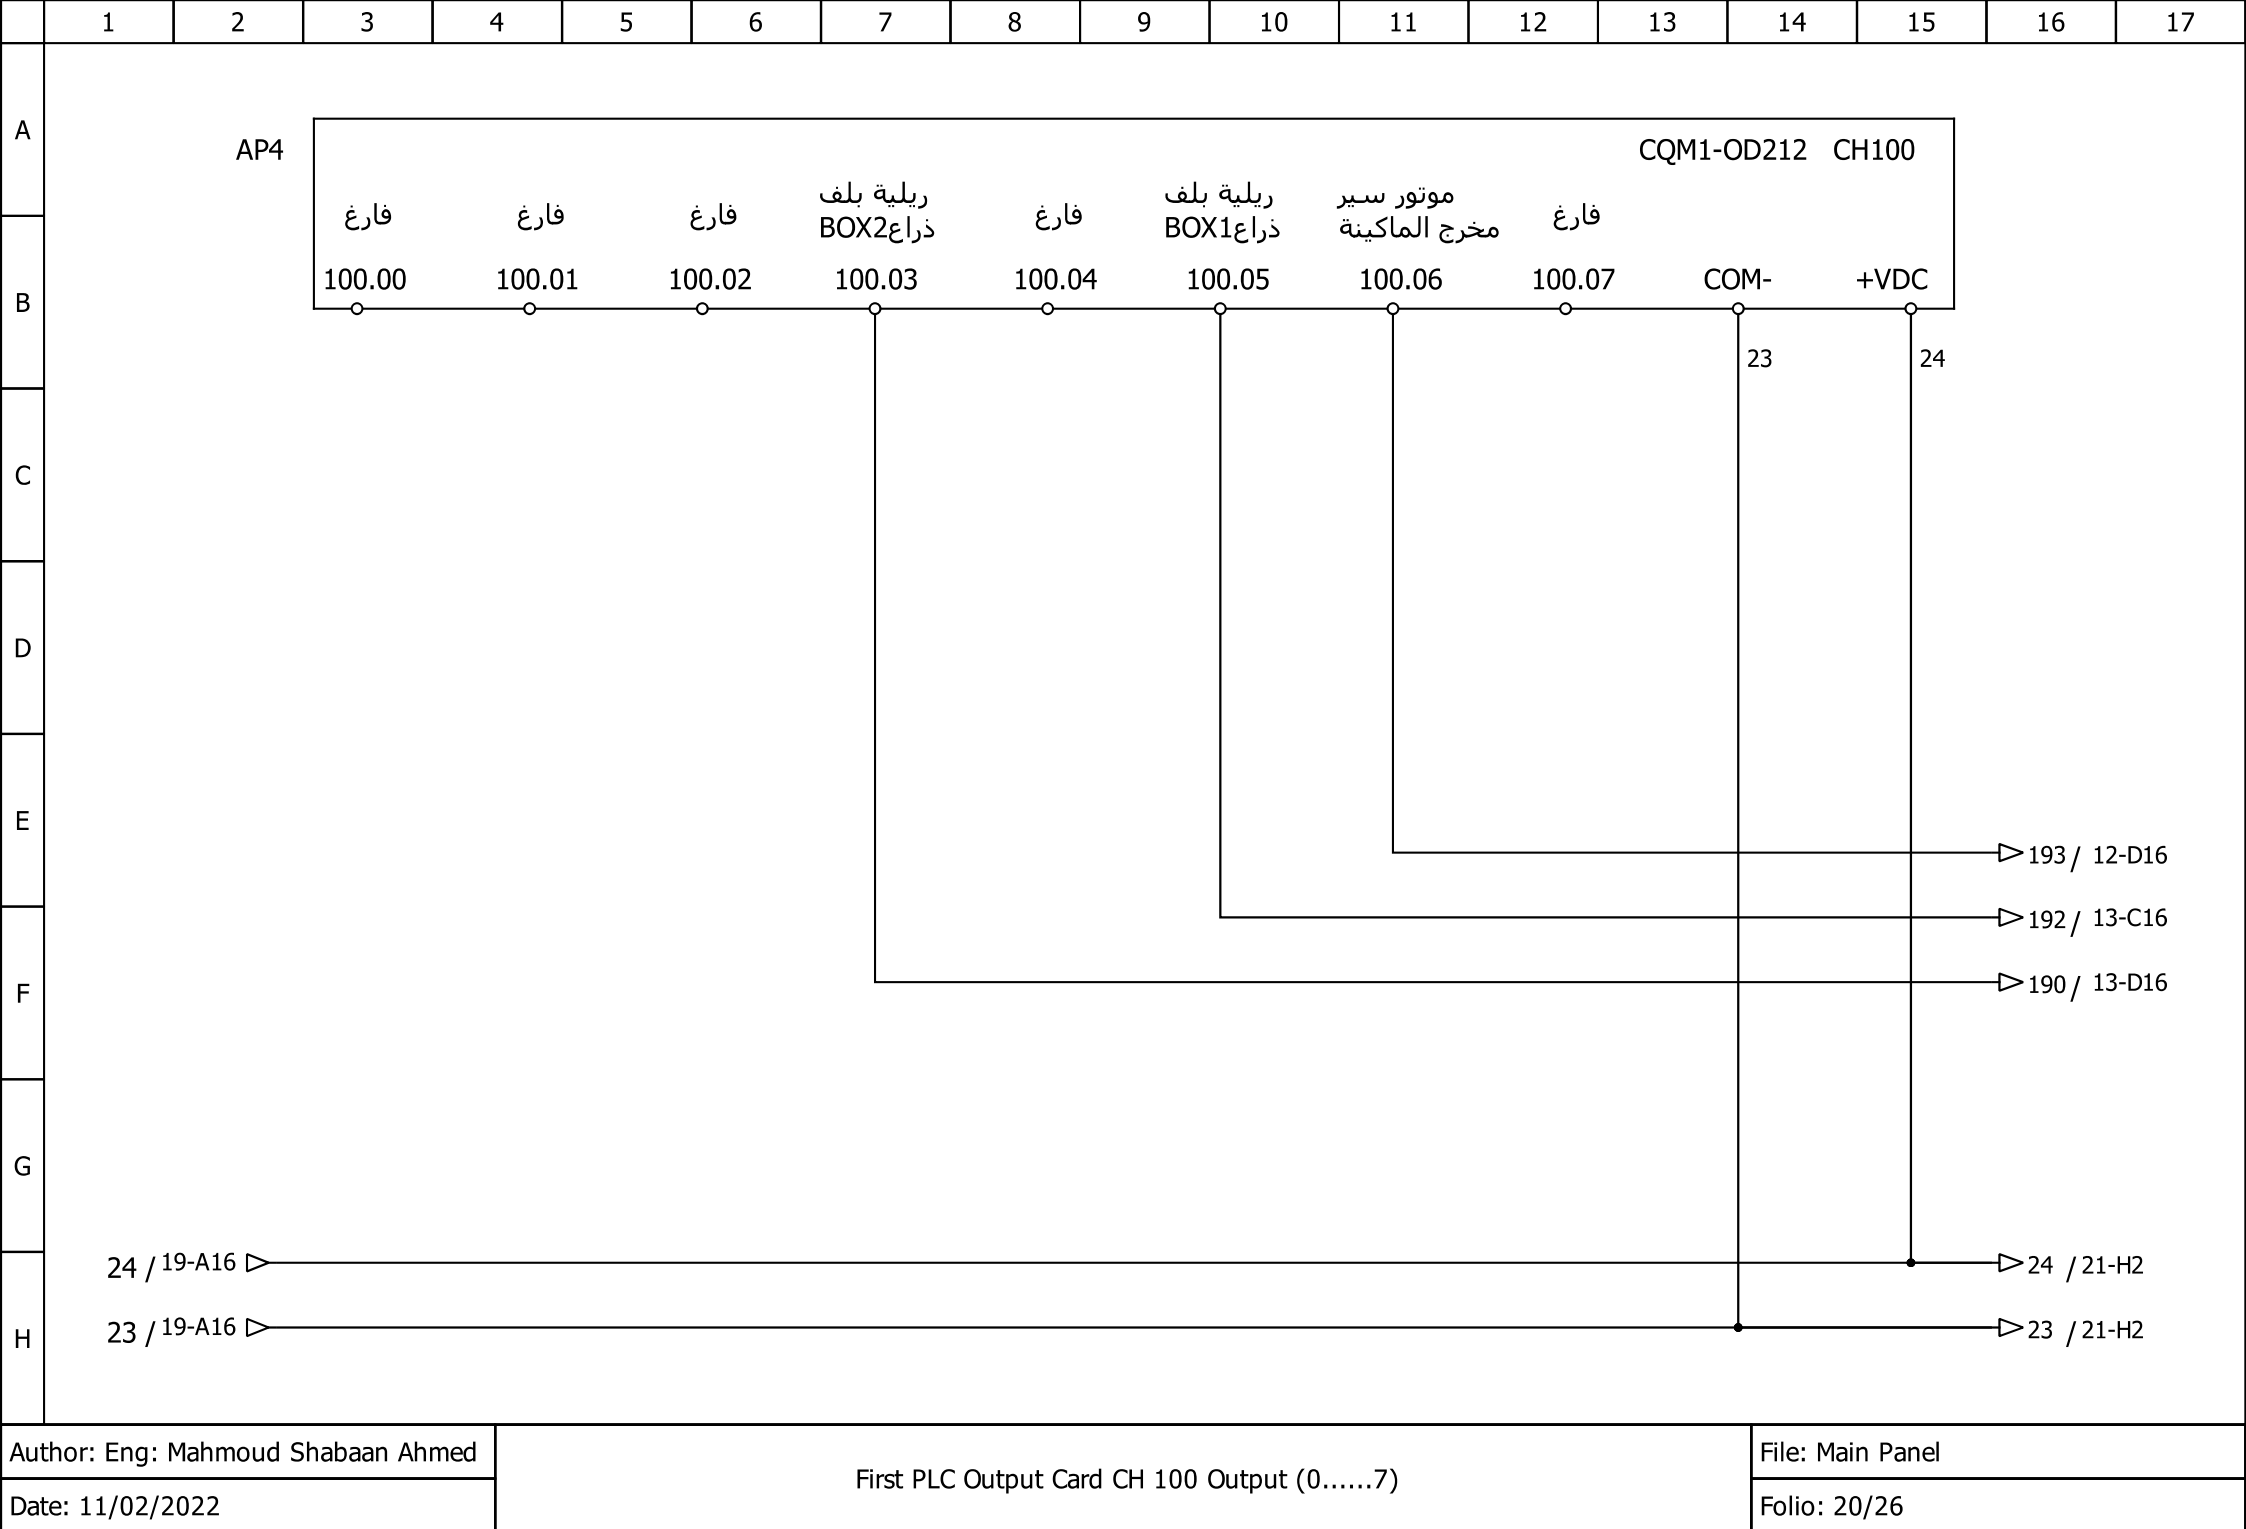 1 2 3 4 5 6 7 8 9 10 11 12 13 14 15 16 17
A
AP4
CQM1-OD212 CH100
فارغ
فارغ
فارغ
ريلية بلف
ذراع BOX2
فارغ
ريلية بلف
ذراع BOX1
موتور سير
مخرج الماكينة
فارغ
B
100.00 100.01 100.02 100.03 100.04 100.05 100.06 100.07 COM- +VDC
23
24
C
D
E
193 / 12-D16
192 / 13-C16
F
190 / 13-D16
G
24 / 19-A16
24 / 21-H2
H
23 / 19-A16
23 / 21-H2
Author: Eng: Mahmoud Shabaan Ahmed
Date: 11/02/2022
First PLC Output Card CH 100 Output (0......7)
File: Main Panel
Folio: 20/26